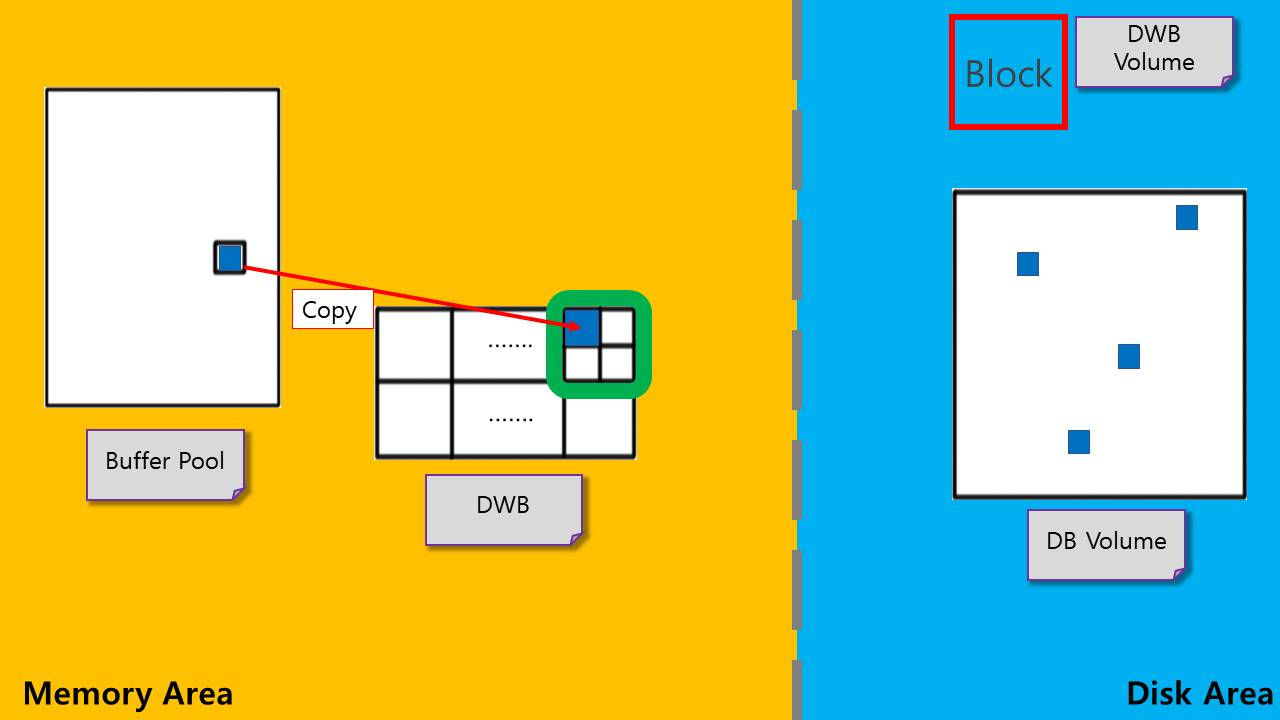 DWB
Volume
Block
Copy
.......
.......
Buffer Pool
DWB
DB Volume
Memory Area
Disk Area